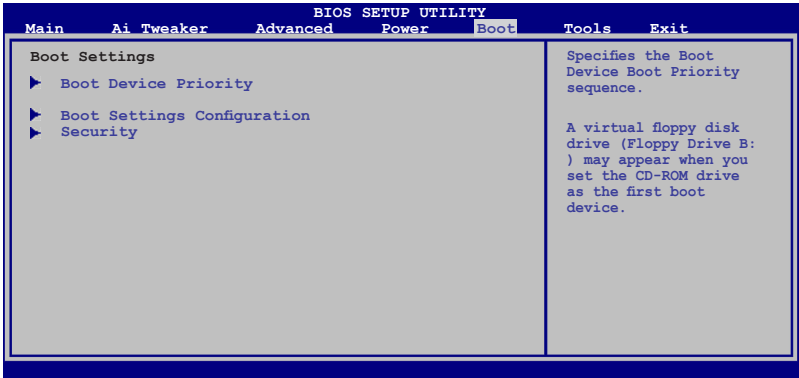 BIOS SETUP UTILITY
Main Ai Tweaker Advanced Power Boot Tools Exit
Boot Settings
Boot Device Priority
Boot Settings Configuration
Security
Specifies the Boot
Device Boot Priority
sequence.
A virtual floppy disk
drive (Floppy Drive B:
) may appear when you
set the CD-ROM drive
as the first boot
device.